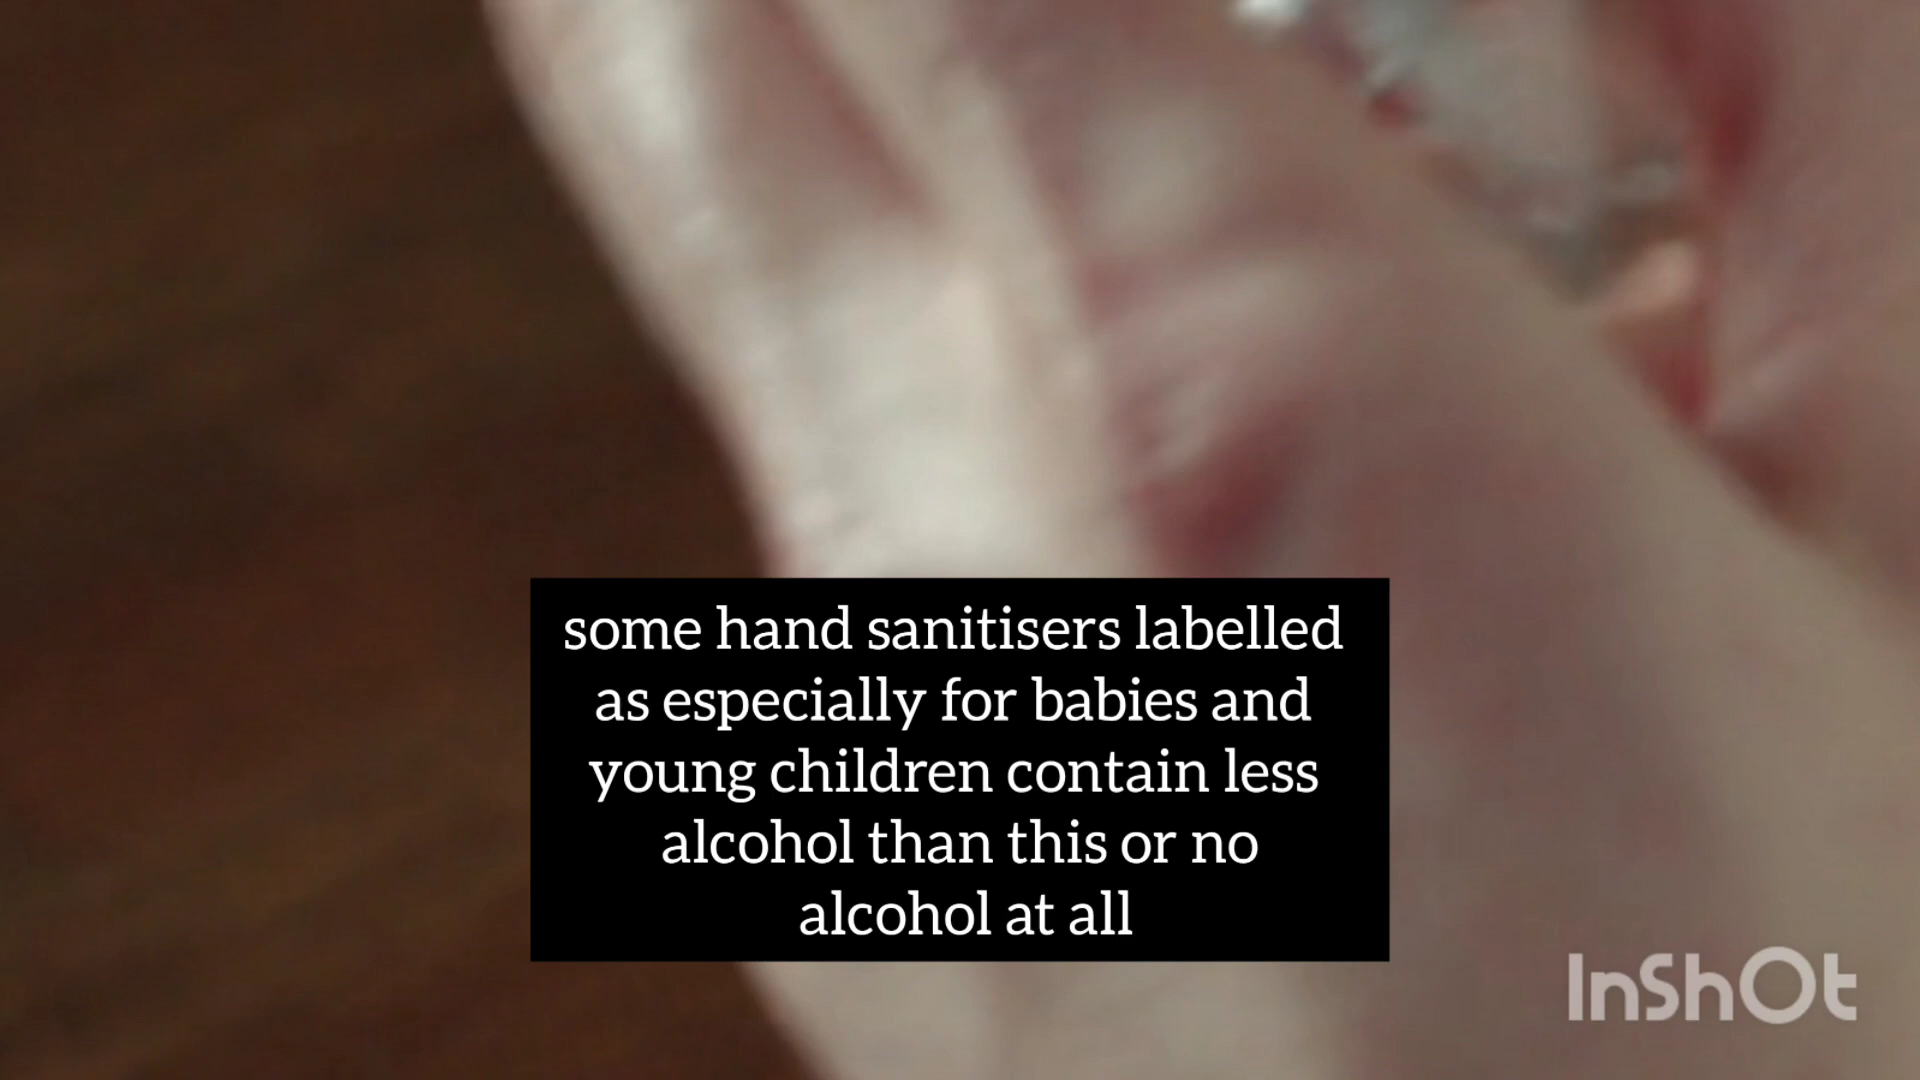 some hand sanitisers labelled
as especially for babies and
young children contain less
alcohol than this or no
alcohol at all
InShOt